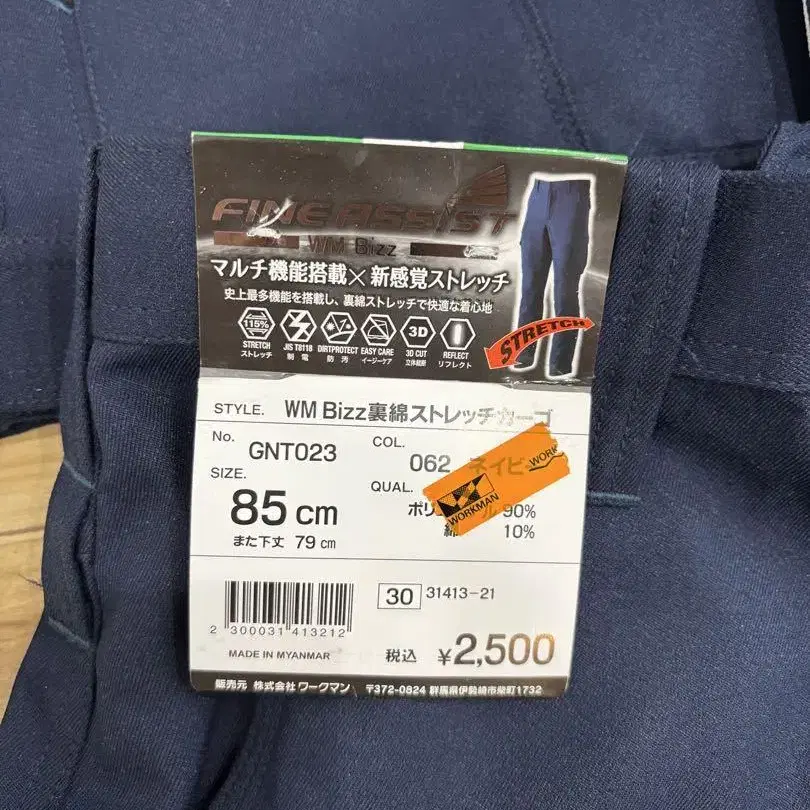 FINE ASSIST
WM Bizz
マルチ機能搭載×新感覚ストレッチ
史上最多機能を搭載し、裏綿ストレッチで快適な着心地
115%
3D
STRETCH
ストレッチ
JIS T8118
制電
DIRTPROTECT
防汚
EASY CARE
イージーケア
3D CUT
立体裁断
REFLECT
リフレクト
STRETCH
STYLE. WM Bizz裏綿ストレッチカーゴ
No. GNT023
COL. 062 ネイビー
SIZE. 85cm
また下丈 79cm
QUAL.
ポリ ル 90%
綿 10%
WORKMAN
WORK
30 31413-21
2 300031 413212
MADE IN MYANMAR
税込 ¥2,500
販売元 株式会社ワークマン 〒372-0824 群馬県伊勢崎市柴町1732